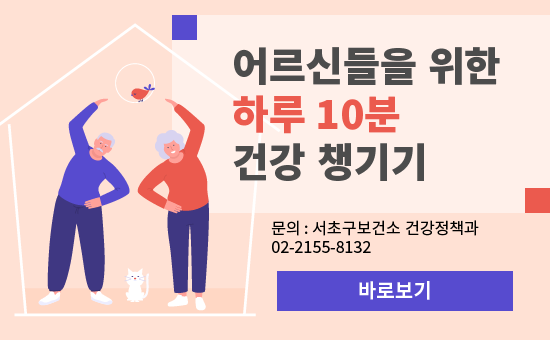 어르신들을 위한
하루 10분
건강 챙기기
문의 : 서초구보건소 건강정책과
02-2155-8132
바로보기